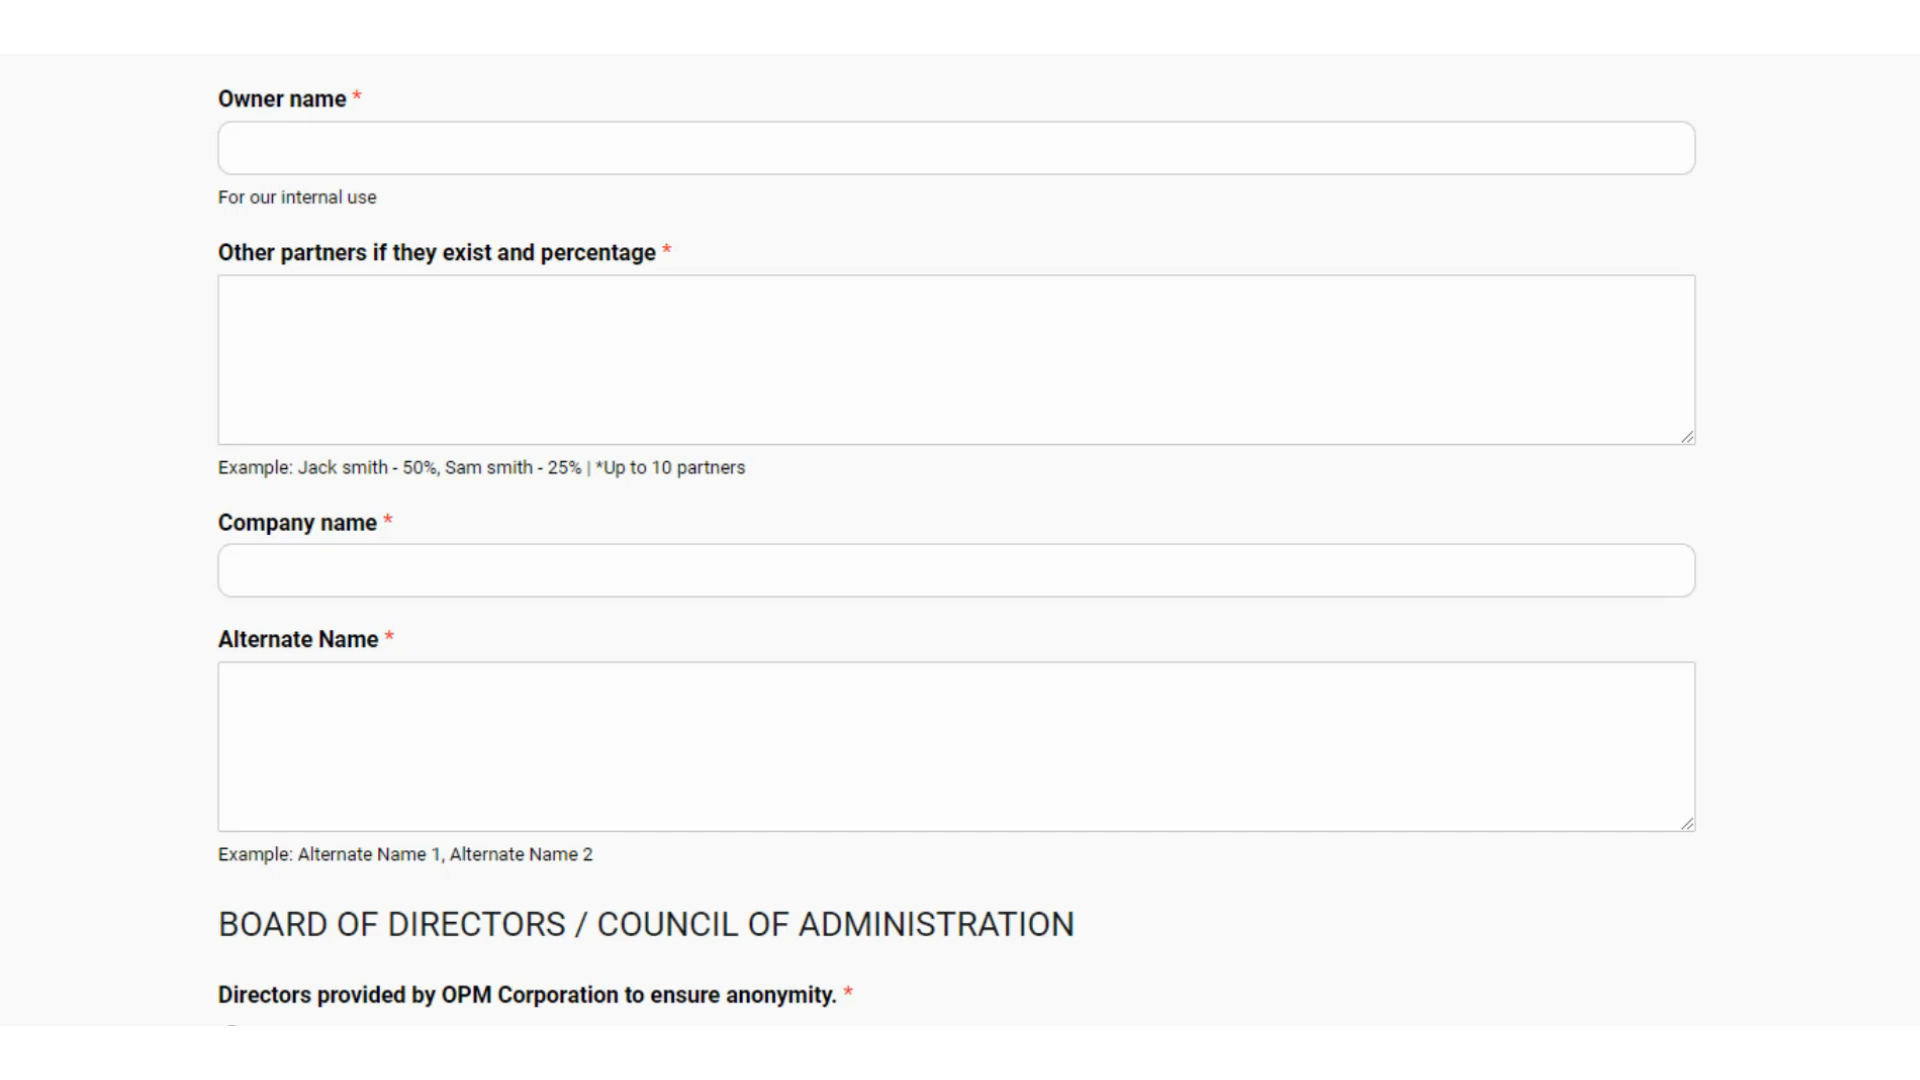 Owner name *
For our internal use
Other partners if they exist and percentage *
Example: Jack smith - 50%, Sam smith - 25% | *Up to 10 partners
Company name *
Alternate Name *
Example: Alternate Name 1, Alternate Name 2
BOARD OF DIRECTORS / COUNCIL OF ADMINISTRATION
Directors provided by OPM Corporation to ensure anonymity. *